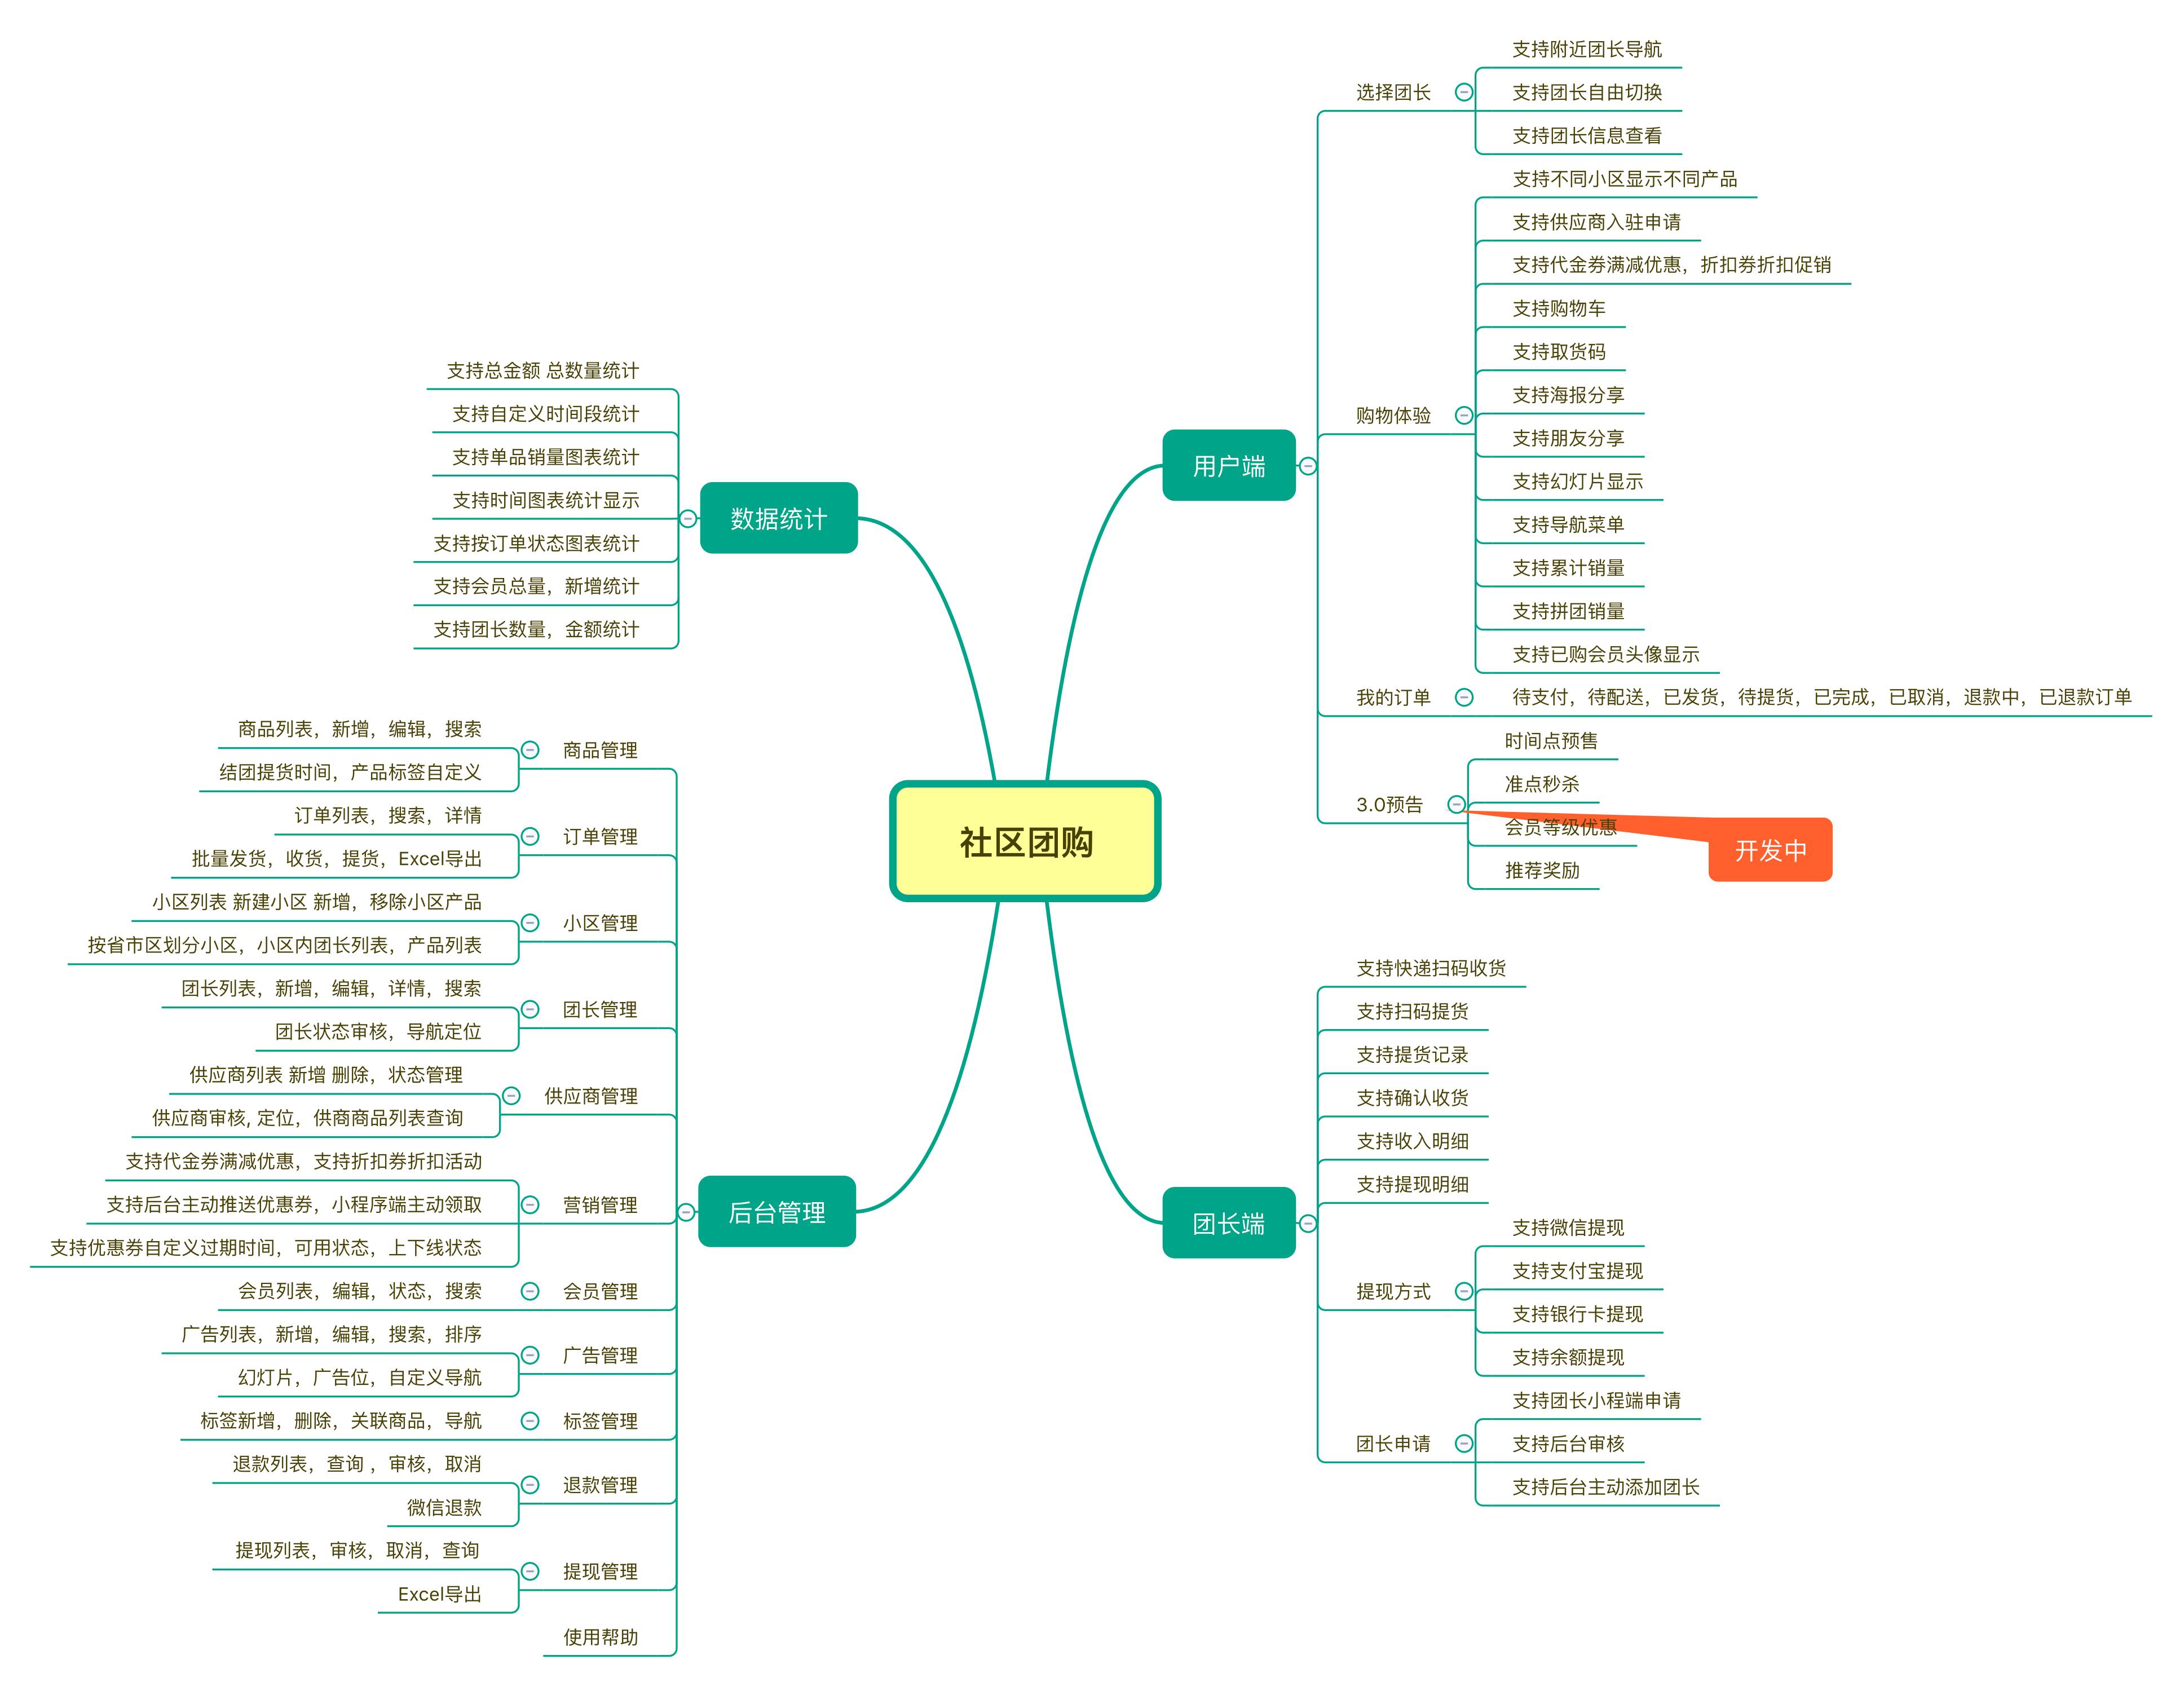 社区团购
用户端
选择团长
支持附近团长导航
支持团长自由切换
支持团长信息查看
购物体验
支持不同小区显示不同产品
支持供应商入驻申请
支持代金券满减优惠，折扣券折扣促销
支持购物车
支持取货码
支持海报分享
支持朋友分享
支持幻灯片显示
支持导航菜单
支持累计销量
支持拼团销量
支持已购会员头像显示
我的订单
待支付，待配送，已发货，待提货，已完成，已取消，退款中，已退款订单
3.0预告
时间点预售
准点秒杀
会员等级优惠
推荐奖励
开发中
团长端
支持快递扫码收货
支持扫码提货
支持提货记录
支持确认收货
支持收入明细
支持提现明细
提现方式
支持微信提现
支持支付宝提现
支持银行卡提现
支持余额提现
团长申请
支持团长小程端申请
支持后台审核
支持后台主动添加团长
数据统计
支持总金额 总数量统计
支持自定义时间段统计
支持单品销量图表统计
支持时间图表统计显示
支持按订单状态图表统计
支持会员总量，新增统计
支持团长数量，金额统计
后台管理
商品管理
商品列表，新增，编辑，搜索
结团提货时间，产品标签自定义
订单管理
订单列表，搜索，详情
批量发货，收货，提货，Excel导出
小区管理
小区列表 新建小区 新增，移除小区产品
按省市区划分小区，小区内团长列表，产品列表
团长管理
团长列表，新增，编辑，详情，搜索
团长状态审核，导航定位
供应商管理
供应商列表 新增 删除，状态管理
供应商审核, 定位，供商商品列表查询
营销管理
支持代金券满减优惠，支持折扣券折扣活动
支持后台主动推送优惠券，小程序端主动领取
支持优惠券自定义过期时间，可用状态，上下线状态
会员管理
会员列表，编辑，状态，搜索
广告管理
广告列表，新增，编辑，搜索，排序
幻灯片，广告位，自定义导航
标签管理
标签新增，删除，关联商品，导航
退款管理
退款列表，查询 ，审核，取消
微信退款
提现管理
提现列表，审核，取消，查询
Excel导出
使用帮助